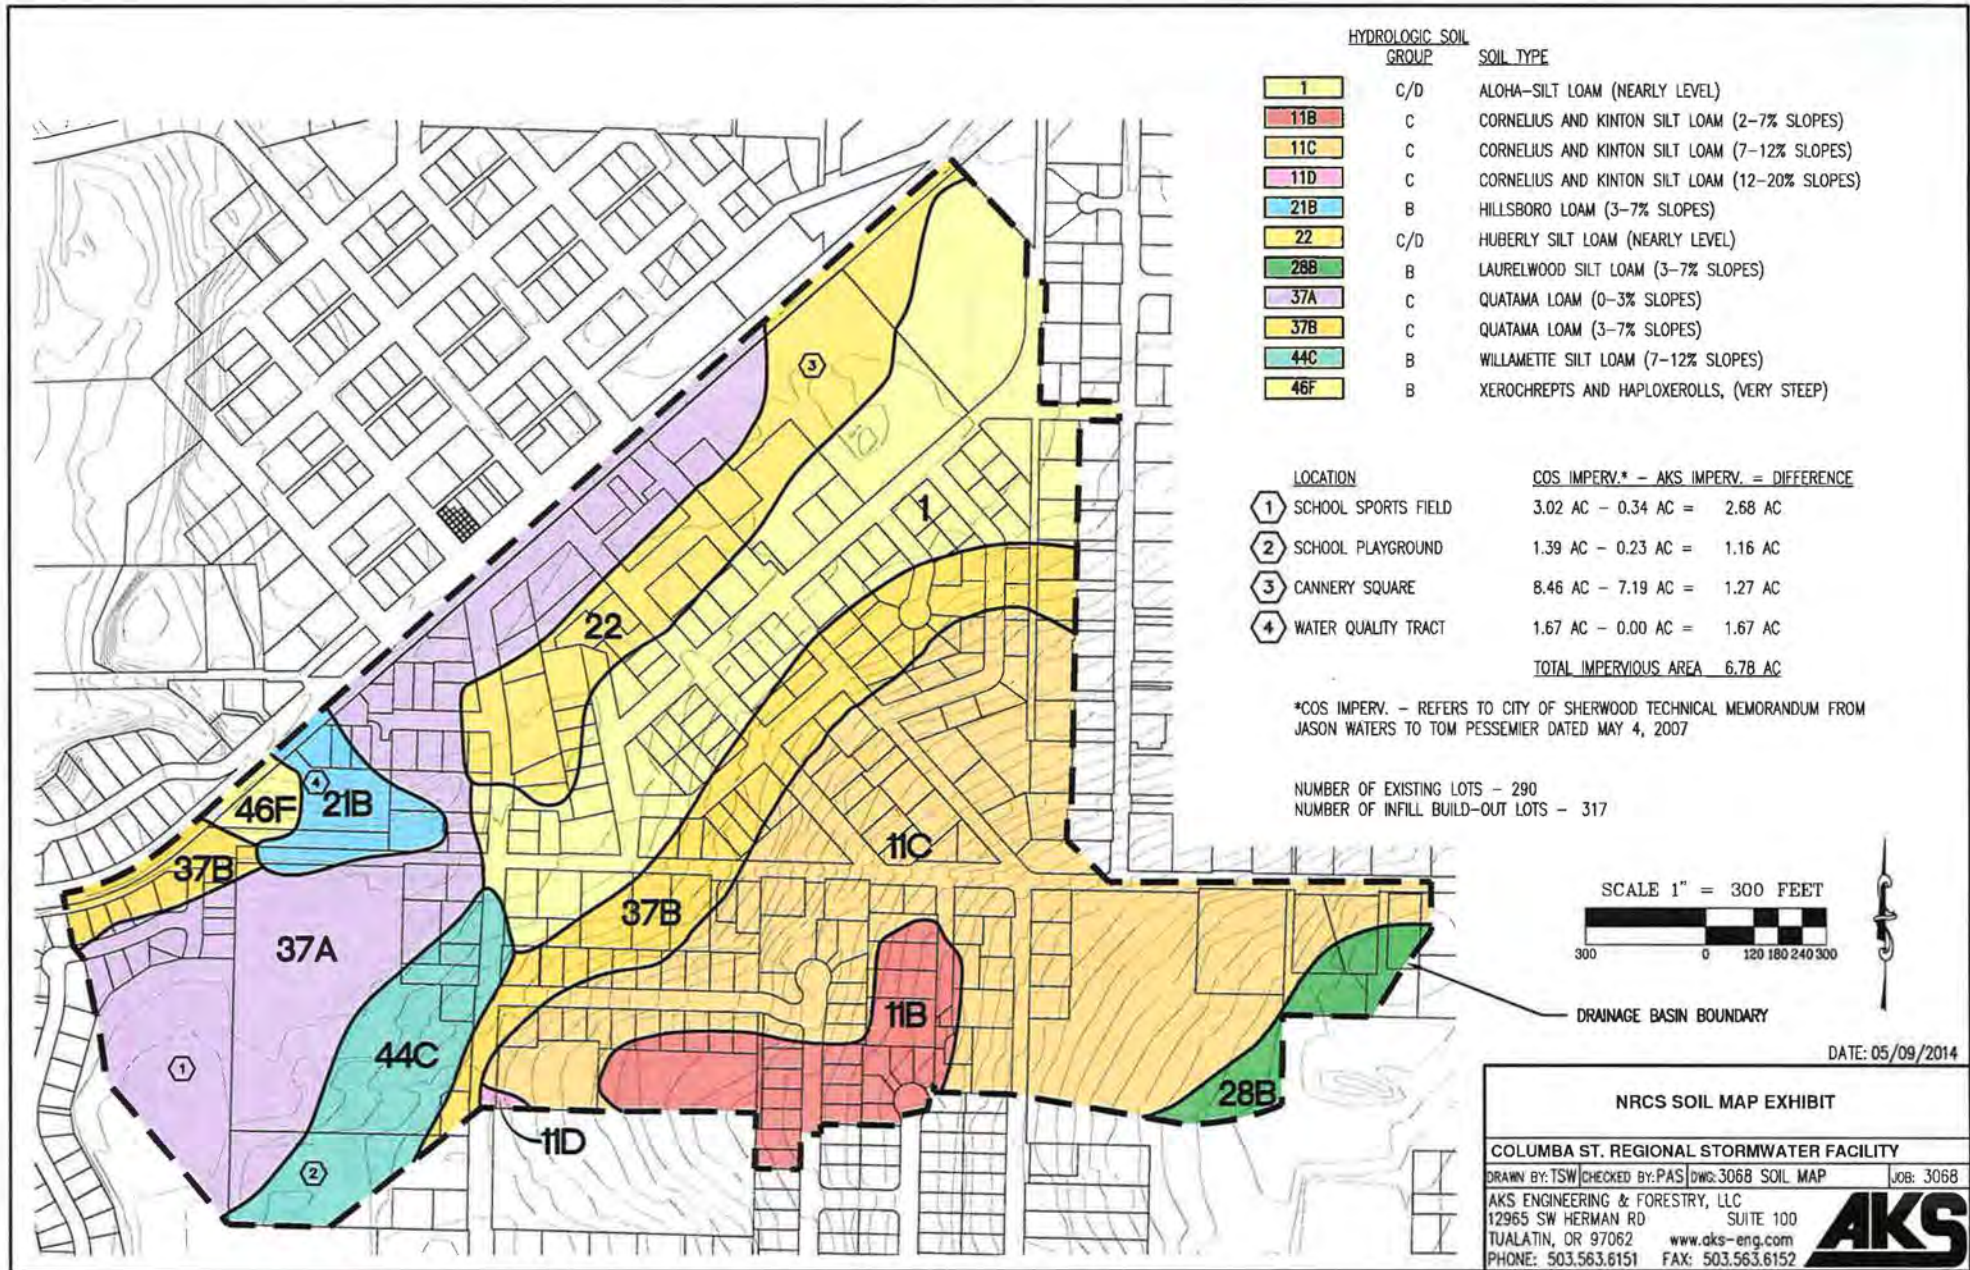 HYDROLOGIC SOIL
GROUP SOIL TYPE
1 C/D ALOHA-SILT LOAM (NEARLY LEVEL)
11B C CORNELIUS AND KINTON SILT LOAM (2-7% SLOPES)
11C C CORNELIUS AND KINTON SILT LOAM (7-12% SLOPES)
11D C CORNELIUS AND KINTON SILT LOAM (12-20% SLOPES)
21B B HILLSBORO LOAM (3-7% SLOPES)
22 C/D HUBERLY SILT LOAM (NEARLY LEVEL)
28B B LAURELWOOD SILT LOAM (3-7% SLOPES)
37A C QUATAMA LOAM (0-3% SLOPES)
37B C QUATAMA LOAM (3-7% SLOPES)
44C B WILLAMETTE SILT LOAM (7-12% SLOPES)
46F B XEROCHREPTS AND HAPLOXEROLLS, (VERY STEEP)
LOCATION COS IMPERV.* - AKS IMPERV. = DIFFERENCE
1 SCHOOL SPORTS FIELD 3.02 AC - 0.34 AC = 2.68 AC
2 SCHOOL PLAYGROUND 1.39 AC - 0.23 AC = 1.16 AC
3 CANNERY SQUARE 8.46 AC - 7.19 AC = 1.27 AC
4 WATER QUALITY TRACT 1.67 AC - 0.00 AC = 1.67 AC
TOTAL IMPERVIOUS AREA 6.78 AC
*COS IMPERV. - REFERS TO CITY OF SHERWOOD TECHNICAL MEMORANDUM FROM
JASON WATERS TO TOM PESSEMIER DATED MAY 4, 2007
NUMBER OF EXISTING LOTS - 290
NUMBER OF INFILL BUILD-OUT LOTS - 317
3
1
22
4
46F
21B
37B
11C
37B
37A
11B
44C
1
28B
11D
2
SCALE 1" = 300 FEET
300 0 120 180 240 300
DRAINAGE BASIN BOUNDARY
DATE: 05/09/2014
NRCS SOIL MAP EXHIBIT
COLUMBA ST. REGIONAL STORMWATER FACILITY
DRAWN BY: TSW CHECKED BY: PAS DWG: 3068 SOIL MAP JOB: 3068
AKS ENGINEERING & FORESTRY, LLC
12965 SW HERMAN RD SUITE 100
TUALATIN, OR 97062 www.aks-eng.com
PHONE: 503.563.6151 FAX: 503.563.6152
AKS